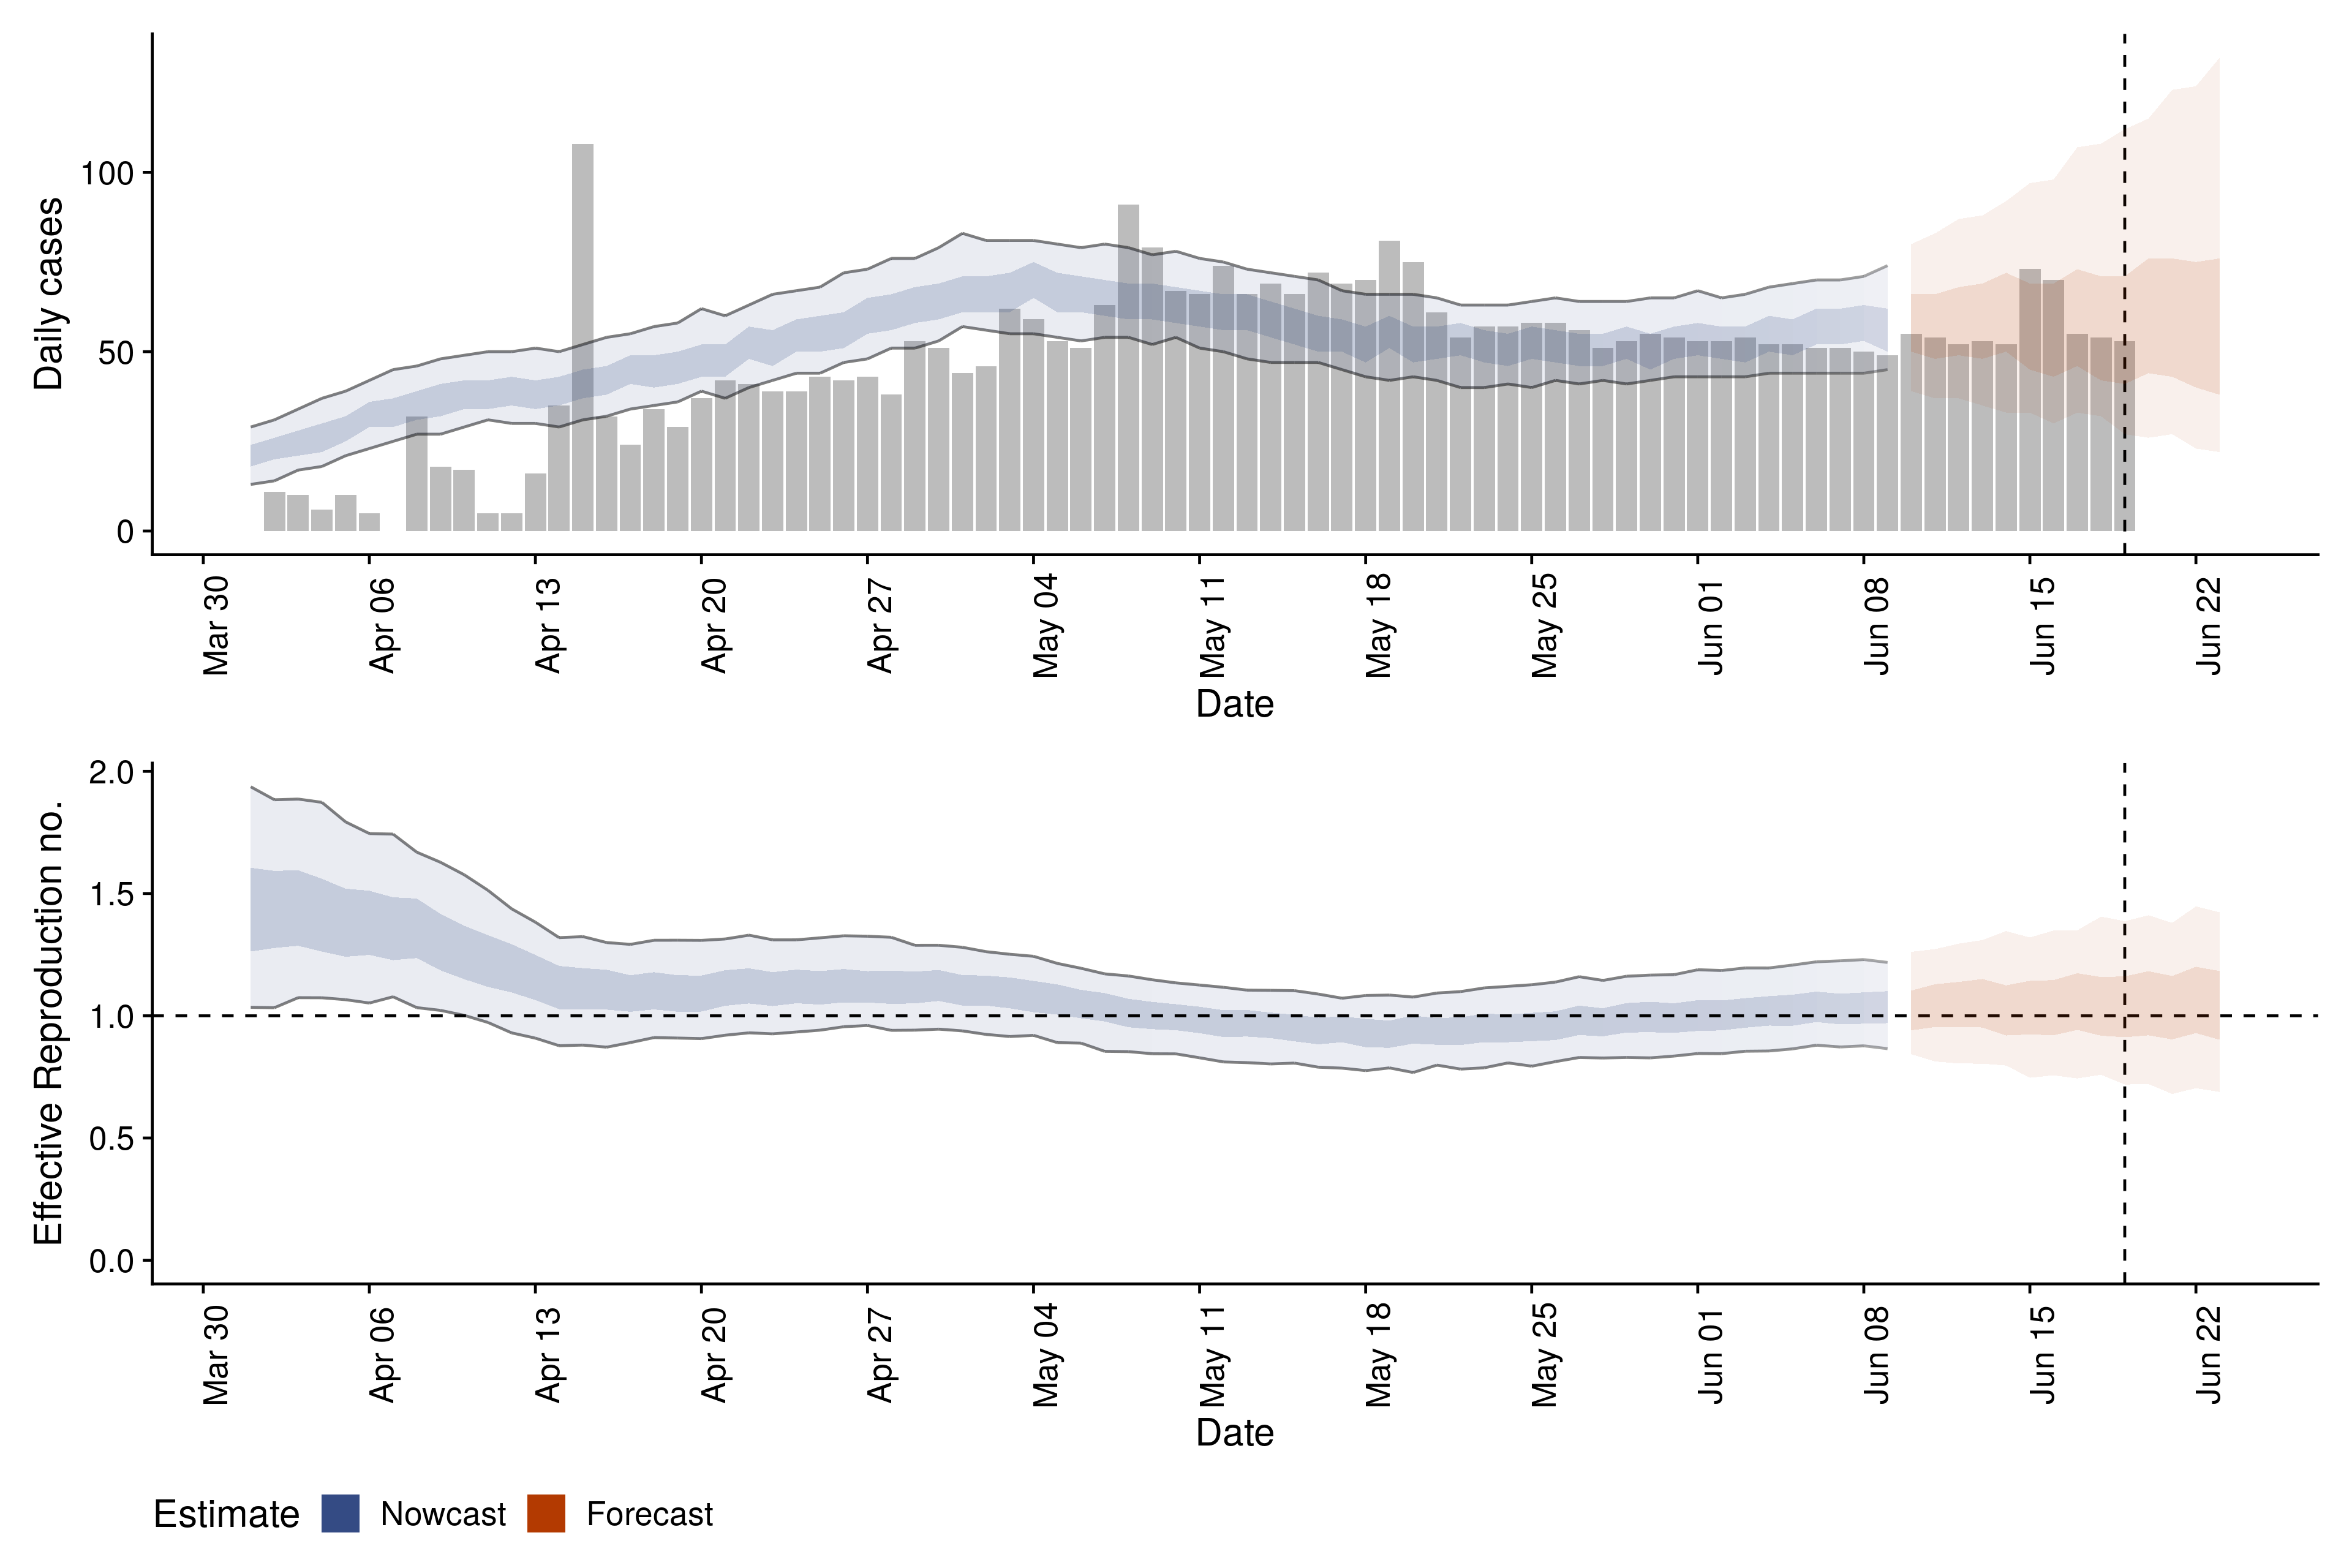 Daily cases
100
50
0
Mar 30 Apr 06 Apr 13 Apr 20 Apr 27 May 04 May 11 May 18 May 25 Jun 01 Jun 08 Jun 15 Jun 22
Date
Effective Reproduction no.
2.0
1.5
1.0
0.5
0.0
Mar 30 Apr 06 Apr 13 Apr 20 Apr 27 May 04 May 11 May 18 May 25 Jun 01 Jun 08 Jun 15 Jun 22
Date
Estimate Nowcast Forecast